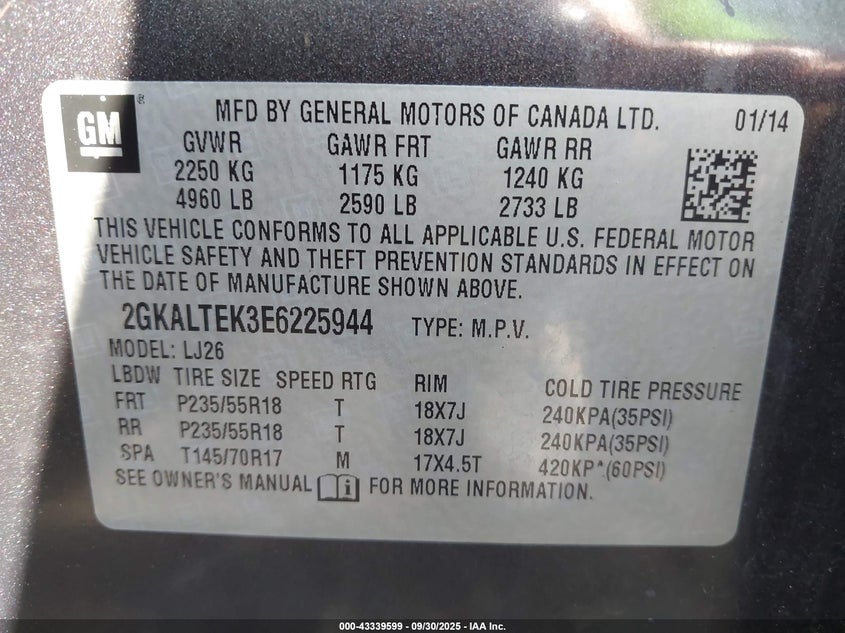 GM ® MFD BY GENERAL MOTORS OF CANADA LTD. 01/14
GVWR GAWR FRT GAWR RR
2250 KG 1175 KG 1240 KG
4960 LB 2590 LB 2733 LB
THIS VEHICLE CONFORMS TO ALL APPLICABLE U.S. FEDERAL MOTOR
VEHICLE SAFETY AND THEFT PREVENTION STANDARDS IN EFFECT ON
THE DATE OF MANUFACTURE SHOWN ABOVE.
2GKALTEK3E6225944 TYPE: M.P.V.
MODEL: LJ26
LBDW TIRE SIZE SPEED RTG RIM COLD TIRE PRESSURE
FRT P235/55R18 T 18X7J 240KPA(35PSI)
RR P235/55R18 T 18X7J 240KPA(35PSI)
SPA T145/70R17 M 17X4.5T 420KP*(60PSI)
SEE OWNER'S MANUAL i FOR MORE INFORMATION.
000-43339599 - 09/30/2025 - IAA Inc.